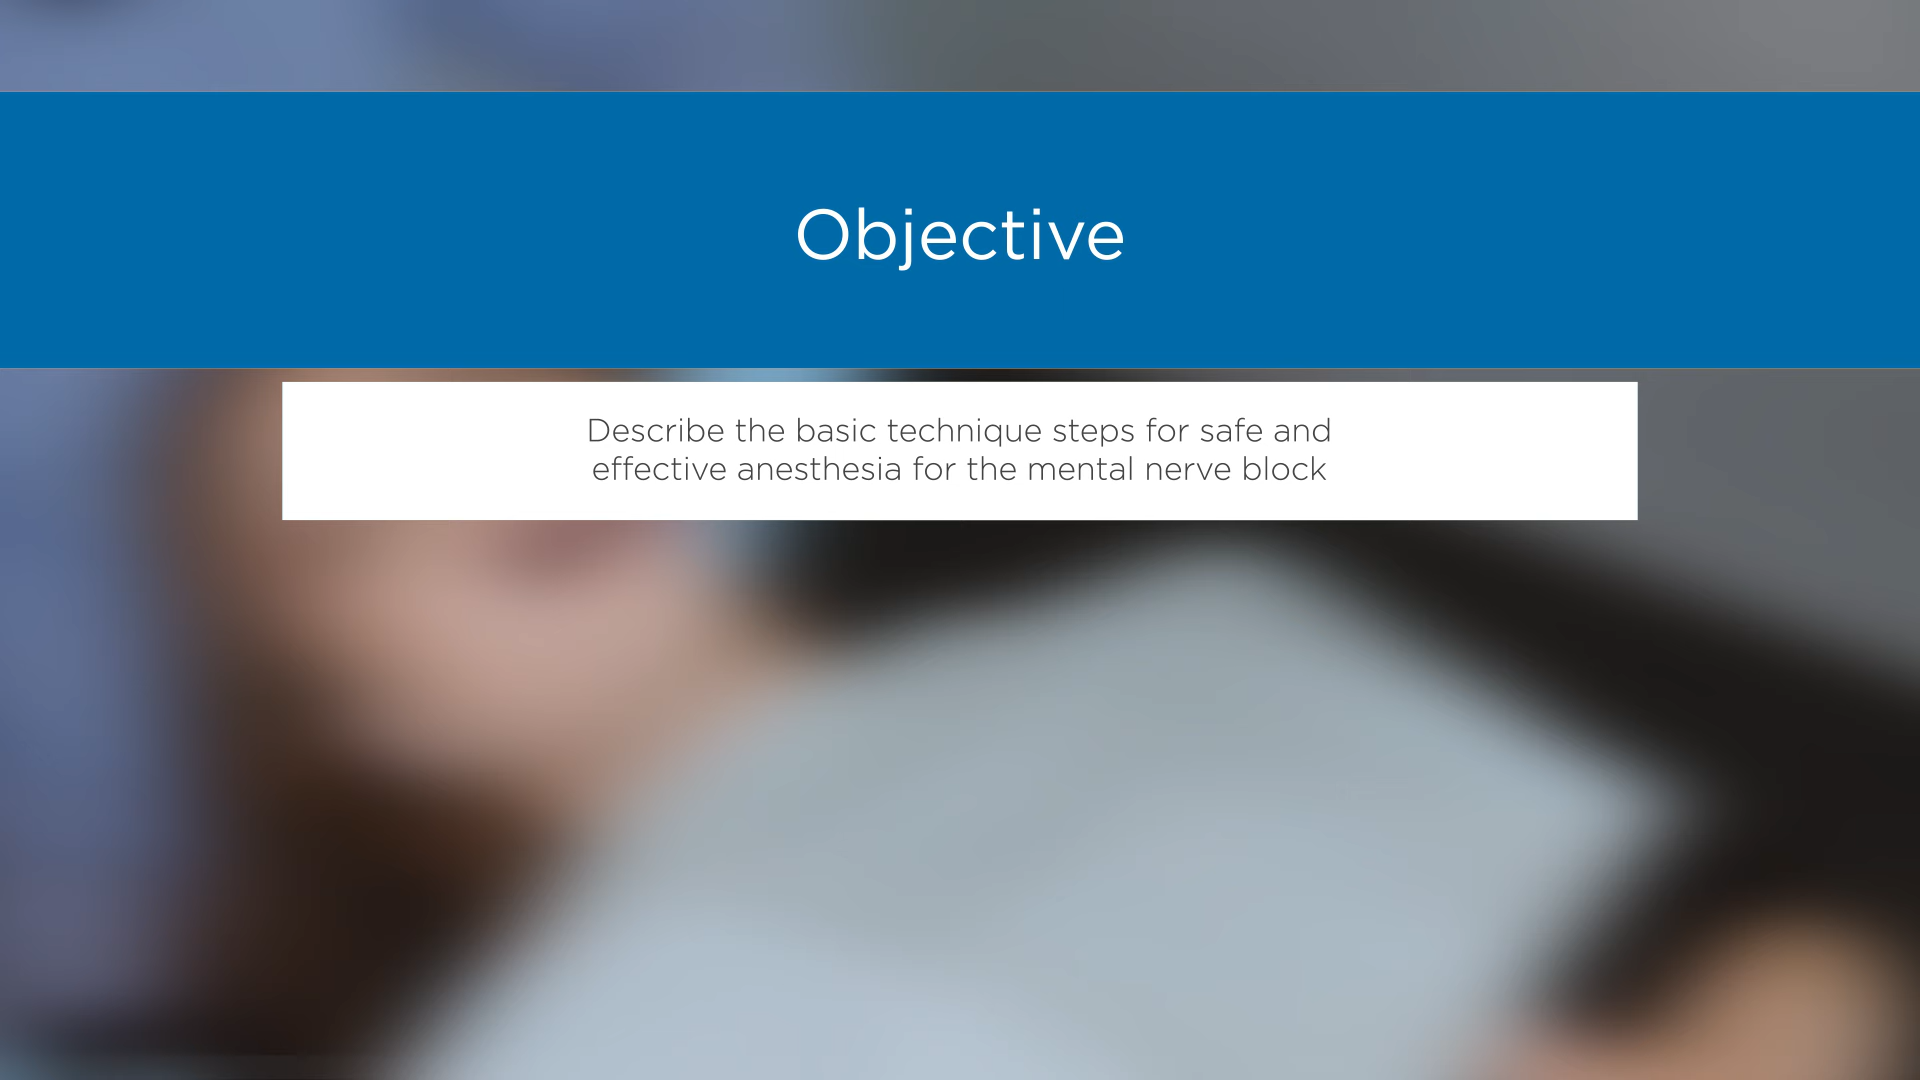 Objective
Describe the basic technique steps for safe and
effective anesthesia for the mental nerve block